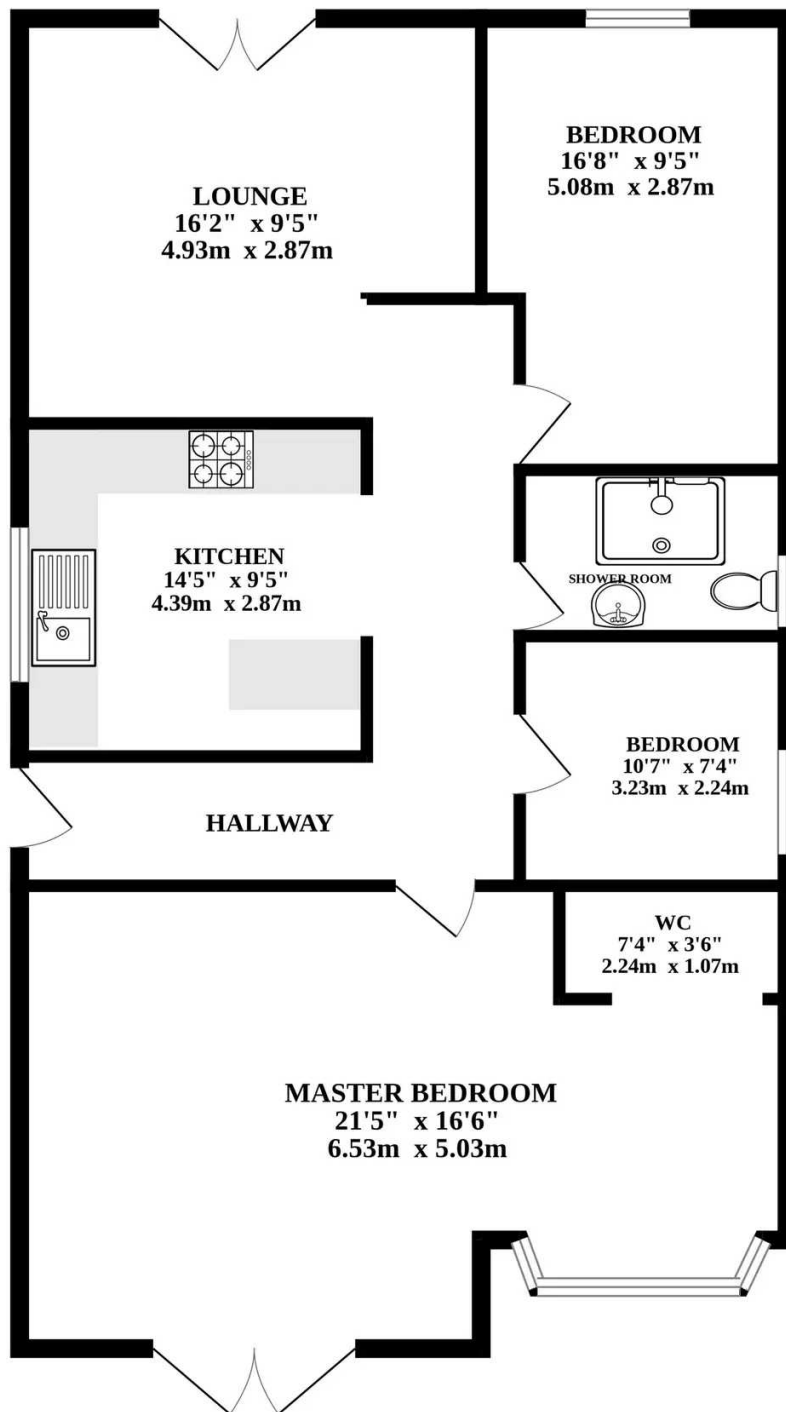 LOUNGE
16'2" x 9'5"
4.93m x 2.87m
BEDROOM
16'8" x 9'5"
5.08m x 2.87m
KITCHEN
14'5" x 9'5"
4.39m x 2.87m
SHOWER ROOM
BEDROOM
10'7" x 7'4"
3.23m x 2.24m
HALLWAY
WC
7'4" x 3'6"
2.24m x 1.07m
MASTER BEDROOM
21'5" x 16'6"
6.53m x 5.03m